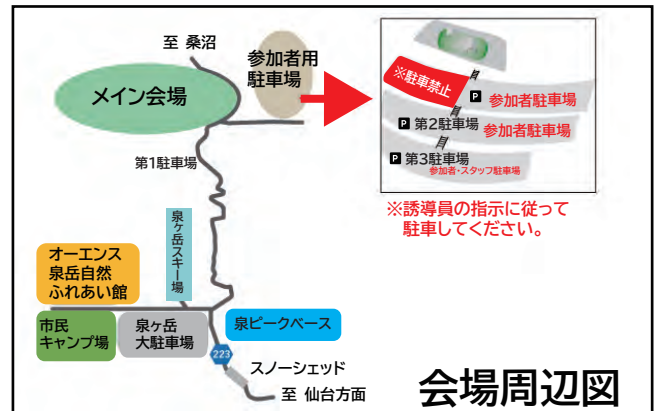 至 桑沼
参加者用
駐車場
メイン会場
第1駐車場
※駐車禁止
P 参加者駐車場
P 第2駐車場 参加者駐車場
P 第3駐車場
参加者・スタッフ駐車場
※誘導員の指示に従って
駐車してください。
泉ヶ岳スキー場
オーエンス
泉岳自然
ふれあい館
市民
キャンプ場
泉ヶ岳
大駐車場
泉ピークベース
223
スノーシェッド
至 仙台方面
会場周辺図